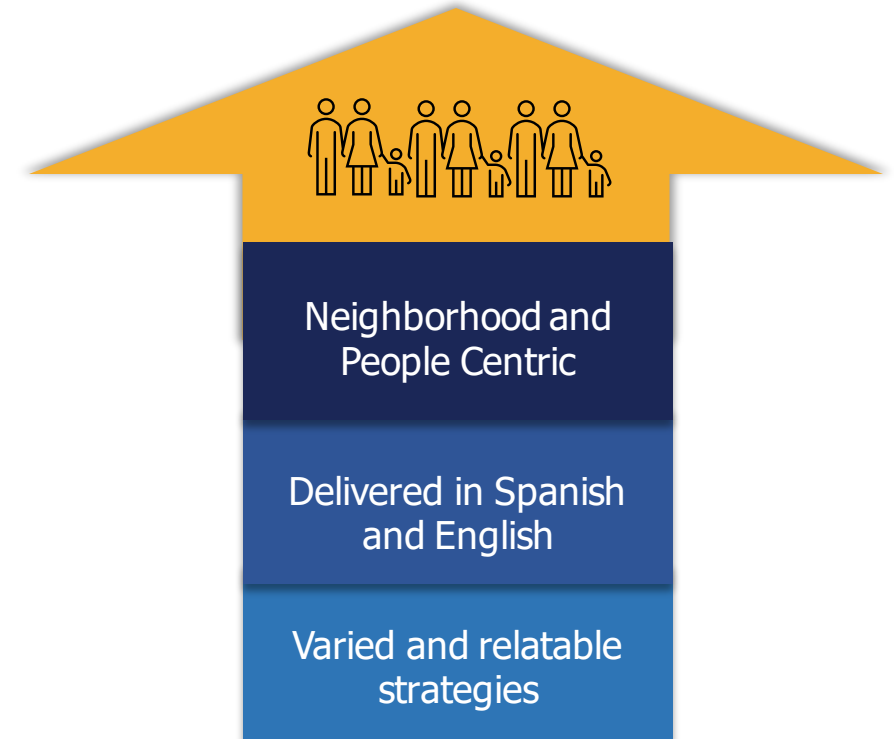 Neighborhood and
People Centric
Delivered in Spanish
and English
Varied and relatable
strategies